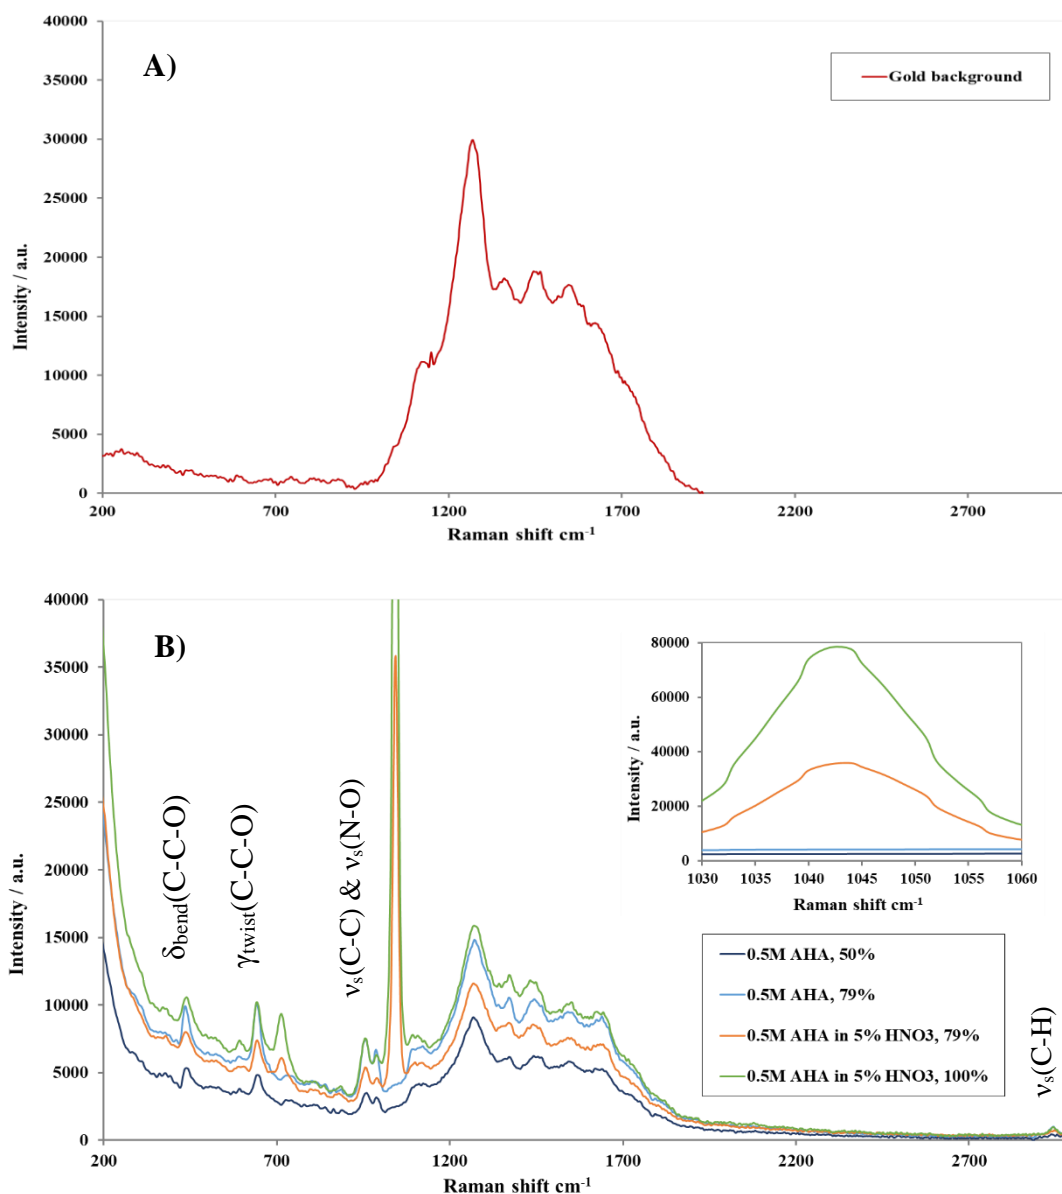 A)
Gold background
Intensity / a.u.
40000
35000
30000
25000
20000
15000
10000
5000
0
200
700
1200
1700
2200
2700
Raman shift cm⁻¹
B)
Intensity / a.u.
40000
35000
30000
25000
20000
15000
10000
5000
0
δbend(C-C-O)
γtwist(C-C-O)
νs(C-C) & νs(N-O)
νs(C-H)
Intensity / a.u.
80000
60000
40000
20000
0
1030
1035
1040
1045
1050
1055
1060
Raman shift cm⁻¹
0.5M AHA, 50%
0.5M AHA, 79%
0.5M AHA in 5% HNO3, 79%
0.5M AHA in 5% HNO3, 100%
200
700
1200
1700
2200
2700
Raman shift cm⁻¹